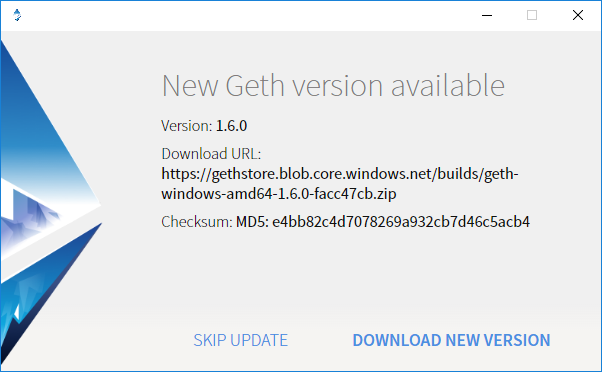 New Geth version available
Version: 1.6.0
Download URL:
https://gethstore.blob.core.windows.net/builds/geth-
windows-amd64-1.6.0-facc47cb.zip
Checksum: MD5: e4bb82c4d7078269a932cb7d46c5acb4
SKIP UPDATE
DOWNLOAD NEW VERSION